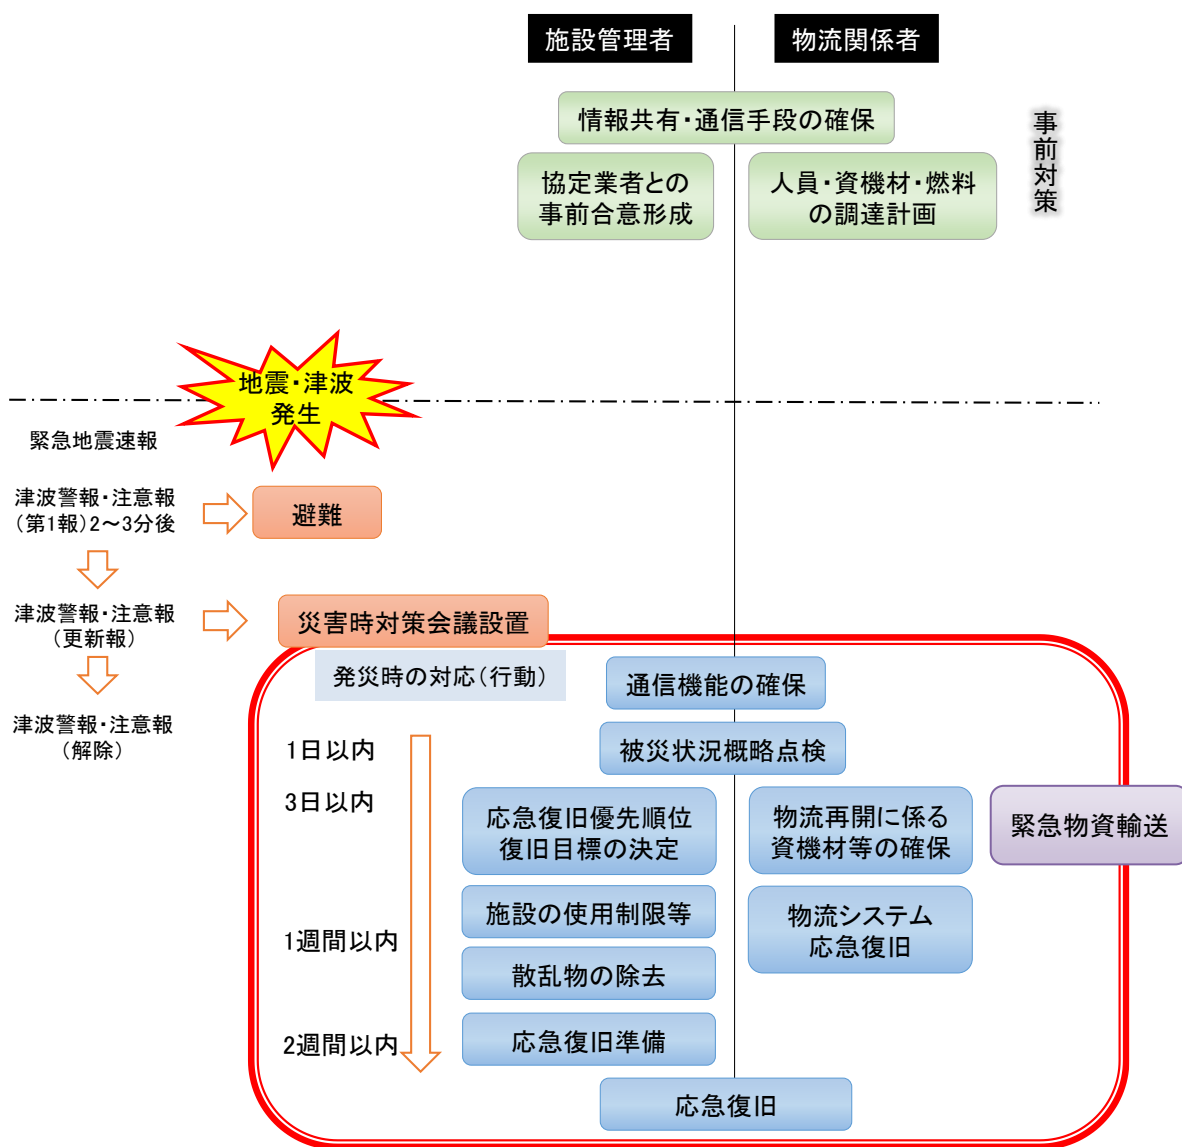 施設管理者
物流関係者
情報共有・通信手段の確保
協定業者との
事前合意形成
人員・資機材・燃料
の調達計画
事前対策
地震・津波
発生
緊急地震速報
津波警報・注意報
（第1報）2～3分後
避難
津波警報・注意報
（更新報）
災害時対策会議設置
発災時の対応（行動）
通信機能の確保
津波警報・注意報
（解除）
1日以内
被災状況概略点検
3日以内
応急復旧優先順位
復旧目標の決定
物流再開に係る
資機材等の確保
緊急物資輸送
施設の使用制限等
物流システム
応急復旧
1週間以内
散乱物の除去
2週間以内
応急復旧準備
応急復旧